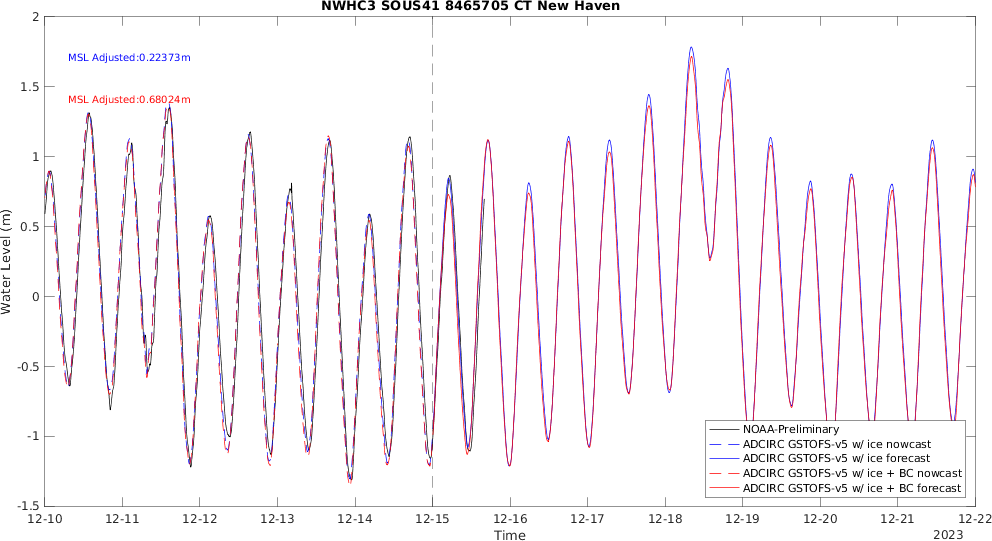 NWHC3 SOUS41 8465705 CT New Haven
MSL Adjusted:0.22373m
MSL Adjusted:0.68024m
Water Level (m)
2
1.5
1
0.5
0
-0.5
-1
-1.5
12-10 12-11 12-12 12-13 12-14 12-15 12-16 12-17 12-18 12-19 12-20 12-21 12-22
Time
2023
NOAA-Preliminary
ADCIRC GSTOFS-v5 w/ ice nowcast
ADCIRC GSTOFS-v5 w/ ice forecast
ADCIRC GSTOFS-v5 w/ ice + BC nowcast
ADCIRC GSTOFS-v5 w/ ice + BC forecast